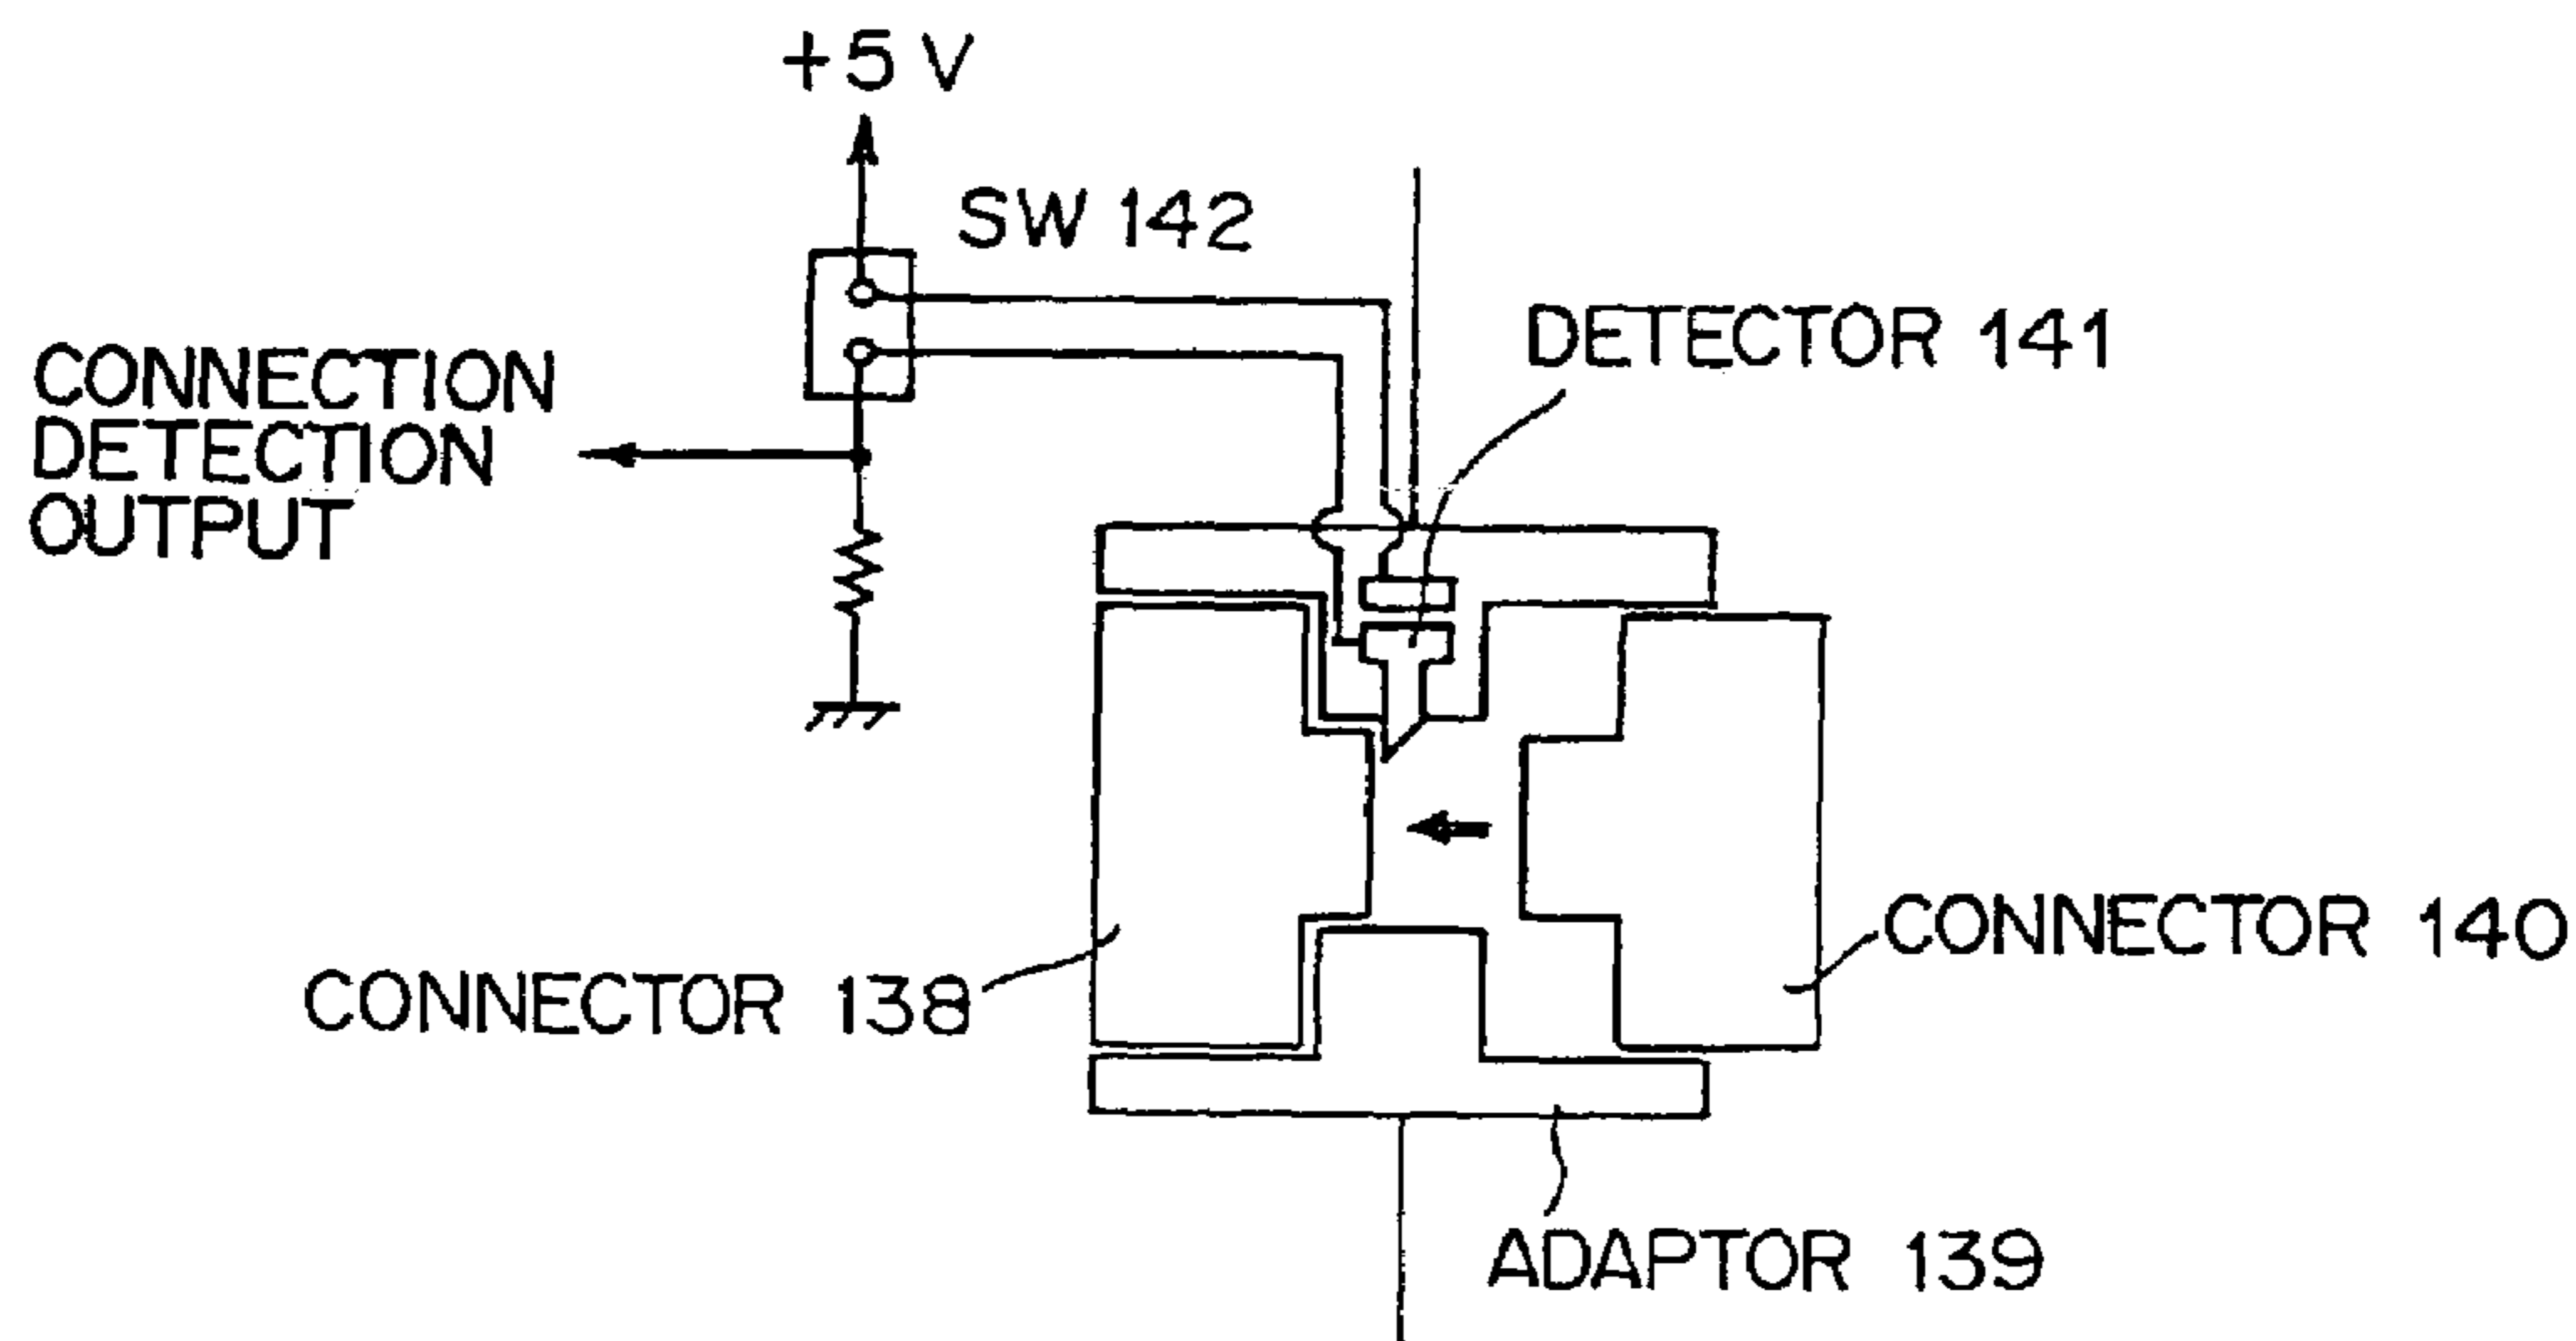 +5 V
SW 142
DETECTOR 141
CONNECTION
DETECTION
OUTPUT
CONNECTOR 140
CONNECTOR 138
ADAPTOR 139